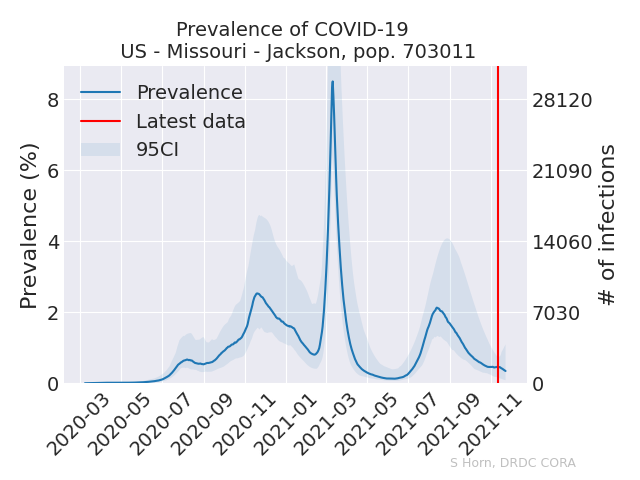 Prevalence of COVID-19
US - Missouri - Jackson, pop. 703011
Prevalence
Latest data
95CI
Prevalence (%)
8
6
4
2
0
28120
21090
14060
7030
0
# of infections
2020-03
2020-05
2020-07
2020-09
2020-11
2021-01
2021-03
2021-05
2021-07
2021-09
2021-11
S Horn, DRDC CORA